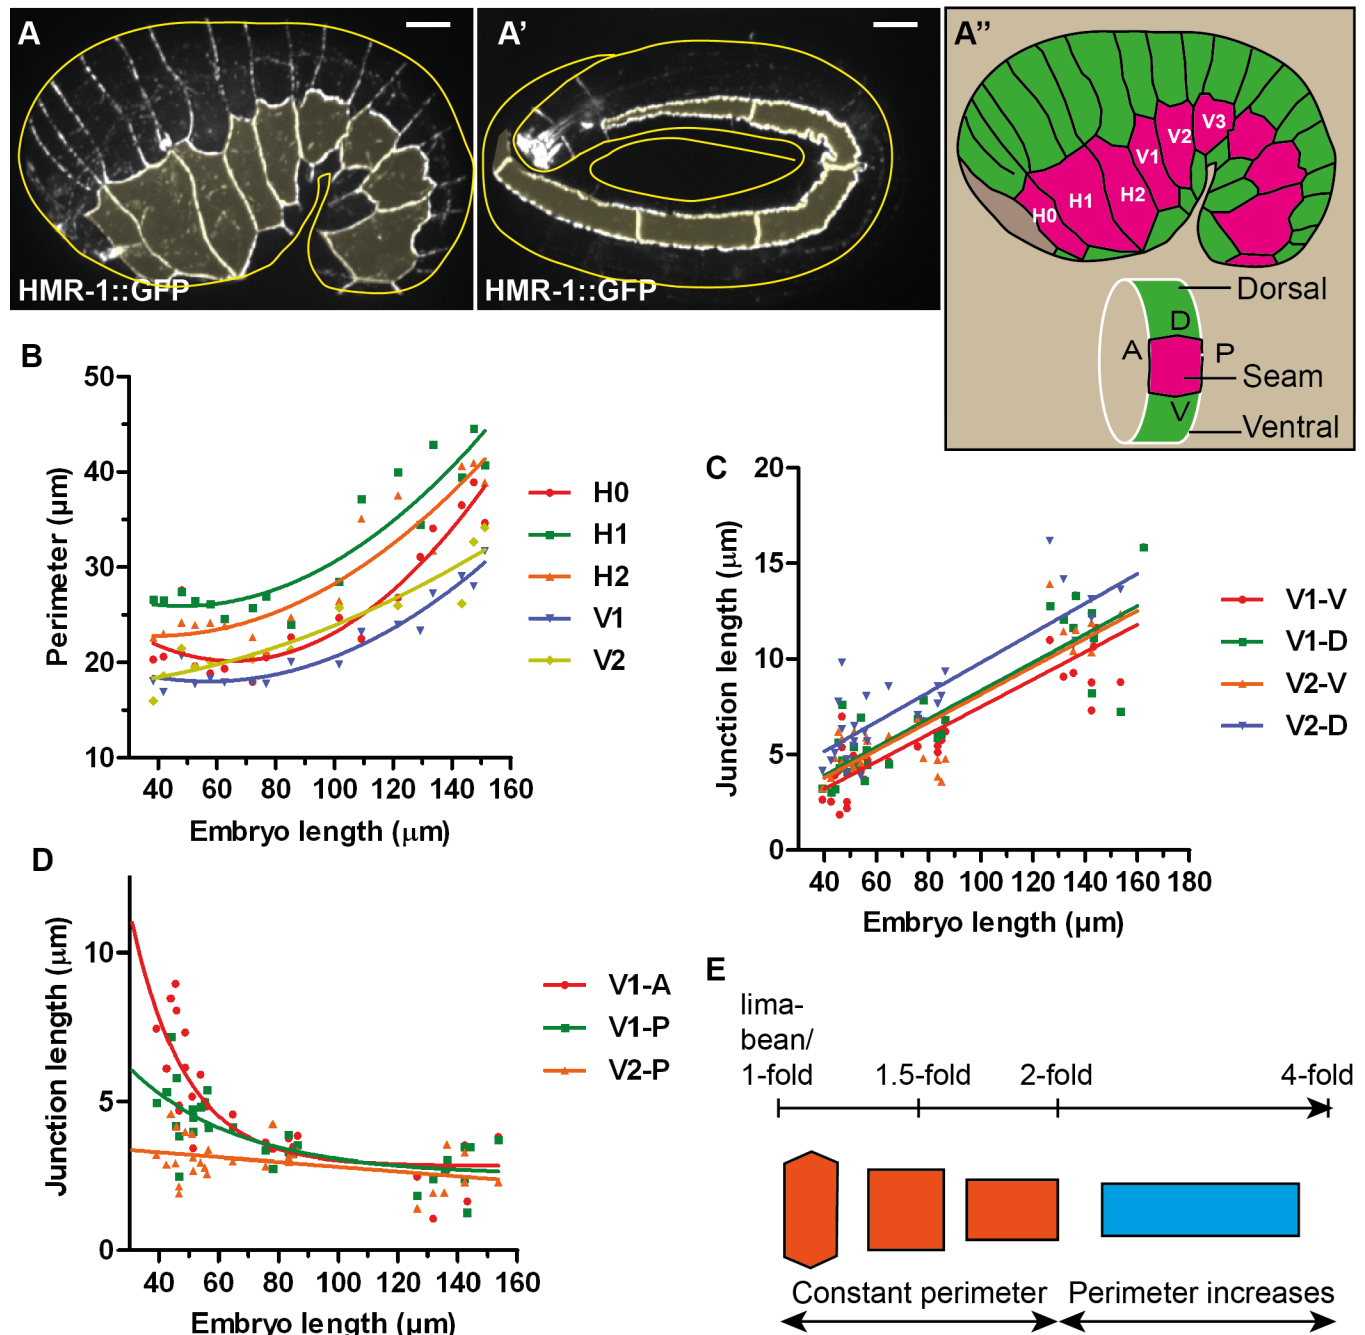 A
HMR-1::GFP
A'
HMR-1::GFP
A''
H0
H1
H2
V1
V2
V3
Dorsal
D
A
P
Seam
V
Ventral
B
50
40
30
20
10
Perimeter (µm)
40 60 80 100 120 140 160
Embryo length (µm)
H0
H1
H2
V1
V2
C
20
15
10
5
0
Junction length (µm)
40 60 80 100 120 140 160 180
Embryo length (µm)
V1-V
V1-D
V2-V
V2-D
D
10
5
0
Junction length (µm)
40 60 80 100 120 140 160
Embryo length (µm)
V1-A
V1-P
V2-P
E
lima-
bean/
1-fold 1.5-fold 2-fold 4-fold
Constant perimeter Perimeter increases